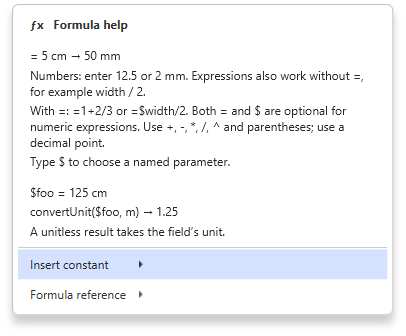 fx Formula help
= 5 cm → 50 mm
Numbers: enter 12.5 or 2 mm. Expressions also work without =,
for example width / 2.
With =: =1+2/3 or =$width/2. Both = and $ are optional for
numeric expressions. Use +, -, *, /, ^ and parentheses; use a
decimal point.
Type $ to choose a named parameter.
$foo = 125 cm
convertUnit($foo, m) → 1.25
A unitless result takes the field’s unit.
Insert constant
Formula reference